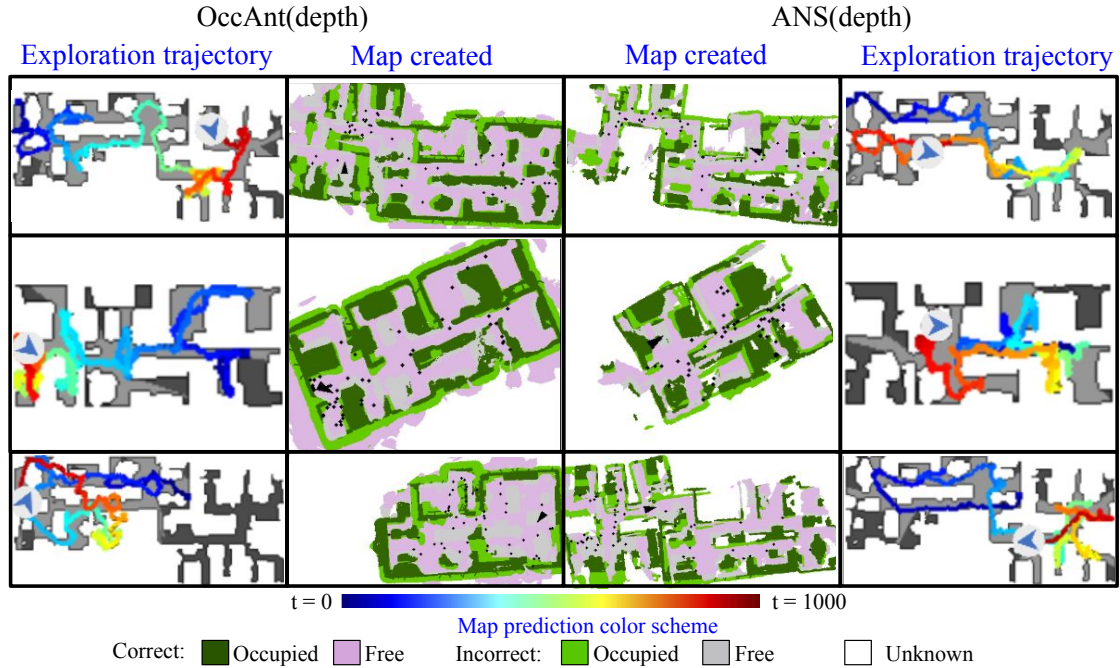 OccAnt(depth) ANS(depth)
Exploration trajectory Map created Map created Exploration trajectory
t = 0 t = 1000
Map prediction color scheme
Correct: Occupied Free Incorrect: Occupied Free Unknown